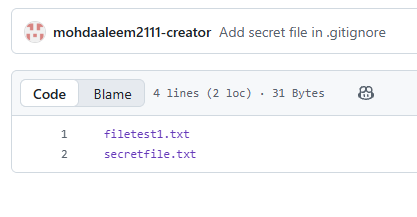 mohdaaleem2111-creator Add secret file in .gitignore
Code Blame 4 lines (2 loc) · 31 Bytes
1 filetest1.txt
2 secretfile.txt